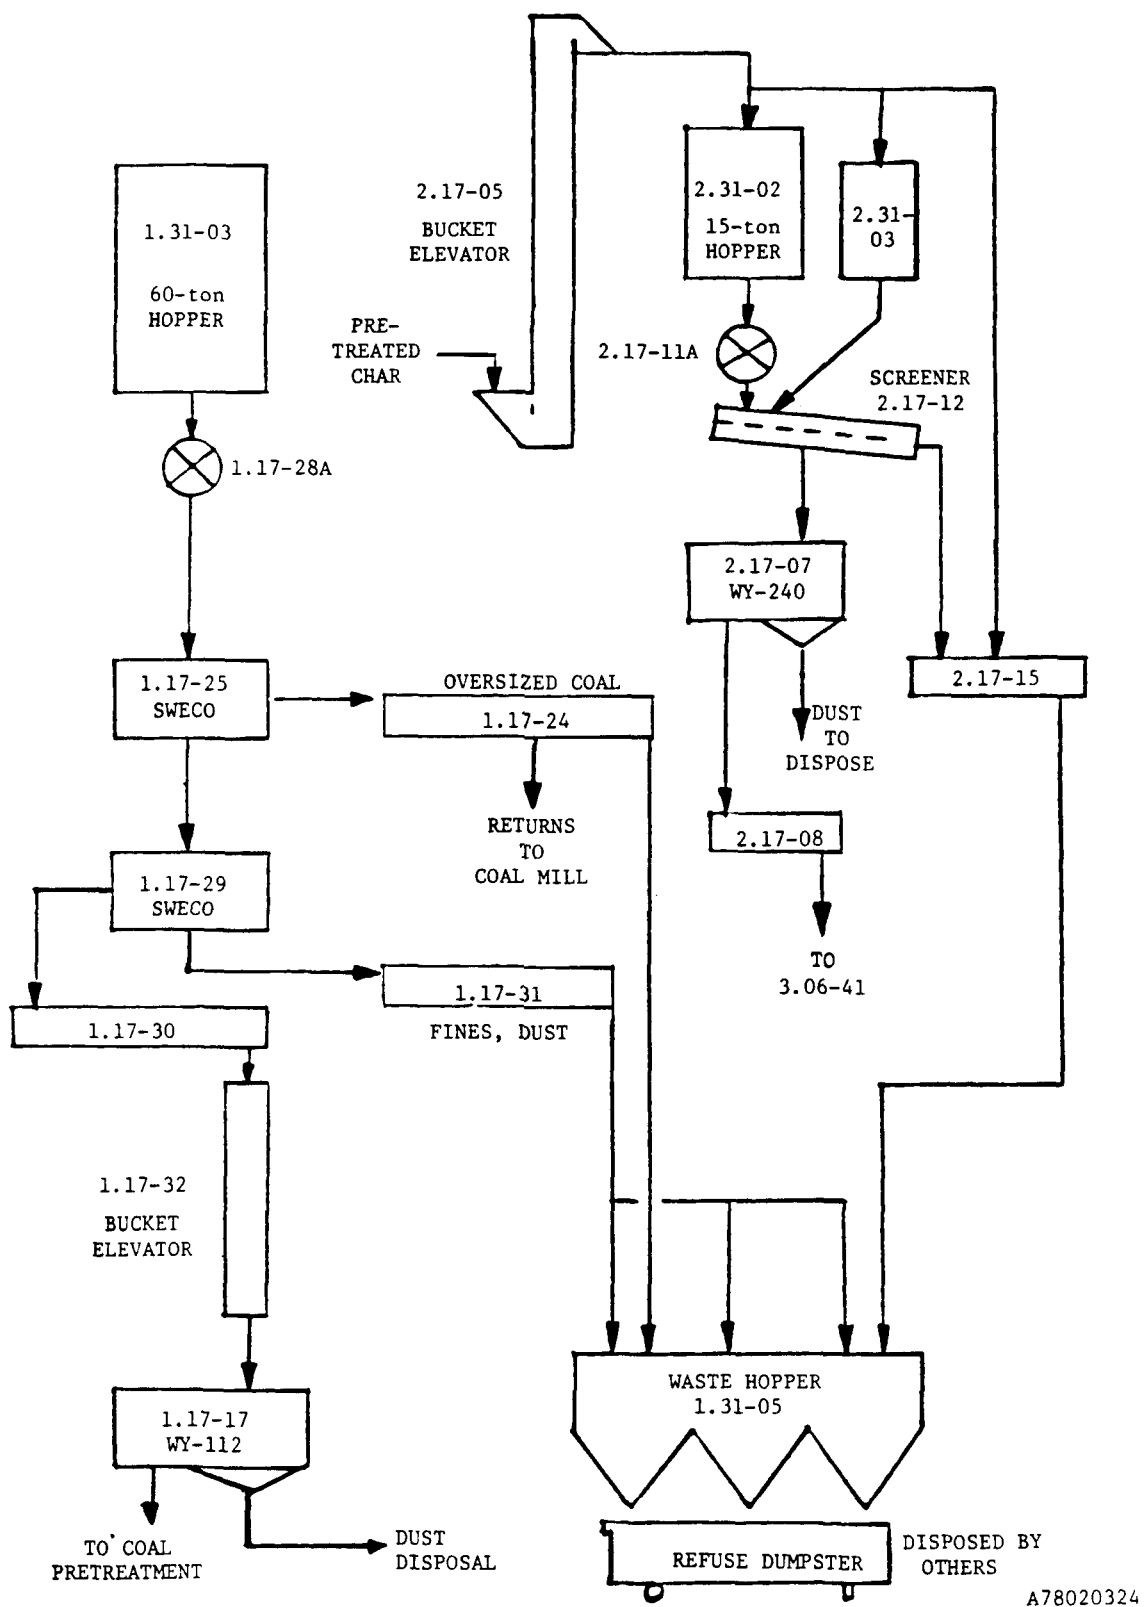 2.17-05
BUCKET
ELEVATOR
1.31-03
60-ton
HOPPER
2.31-02
15-ton
HOPPER
2.31-
03
PRE-
TREATED
CHAR
2.17-11A
SCREENER
2.17-12
1.17-28A
2.17-07
WY-240
1.17-25
SWECO
OVERSIZED COAL
1.17-24
2.17-15
DUST
TO
DISPOSE
RETURNS
TO
COAL MILL
2.17-08
1.17-29
SWECO
TO
3.06-41
1.17-31
FINES, DUST
1.17-30
1.17-32
BUCKET
ELEVATOR
WASTE HOPPER
1.31-05
1.17-17
WY-112
TO COAL
PRETREATMENT
DUST
DISPOSAL
REFUSE DUMPSTER
DISPOSED BY
OTHERS
A78020324